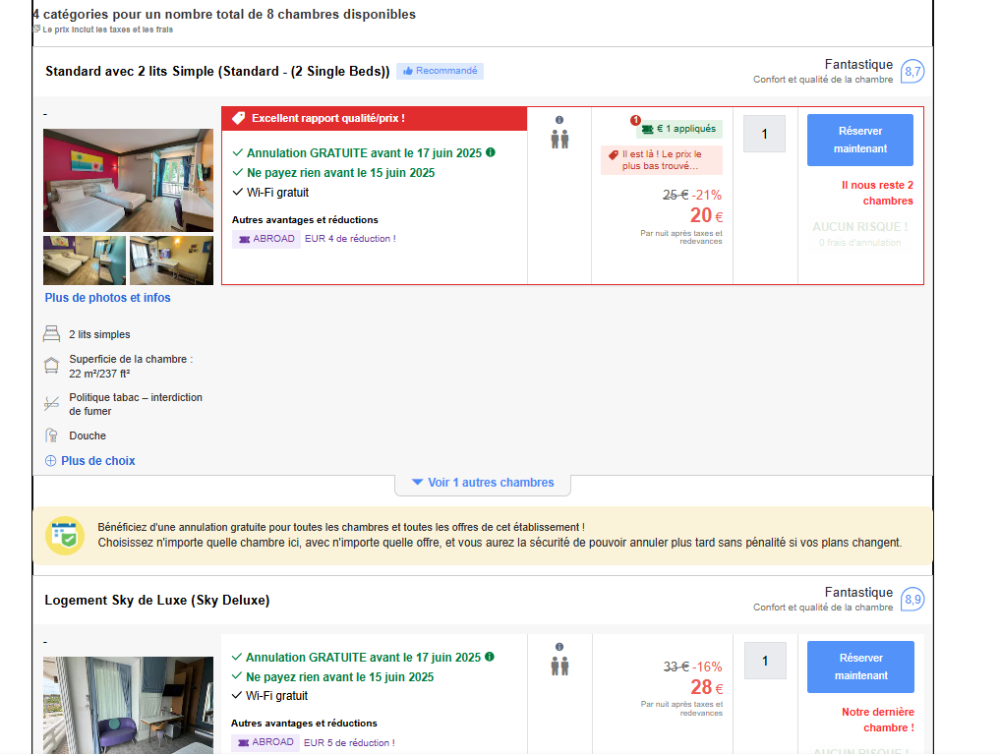 4 catégories pour un nombre total de 8 chambres disponibles
Le prix inclut les taxes et les frais
Standard avec 2 lits Simple (Standard - (2 Single Beds))
Recommandé
Fantastique
Confort et qualité de la chambre
8,7
-
Excellent rapport qualité/prix !
Annulation GRATUITE avant le 17 juin 2025
Ne payez rien avant le 15 juin 2025
Wi-Fi gratuit
Autres avantages et réductions
ABROAD EUR 4 de réduction !
1
€ 1 appliqués
Il est là ! Le prix le
plus bas trouvé…
25 € -21%
20 €
Par nuit après taxes et
redevances
1
Réserver
maintenant
Il nous reste 2
chambres
AUCUN RISQUE !
0 frais d'annulation
Plus de photos et infos
2 lits simples
Superficie de la chambre :
22 m²/237 ft²
Politique tabac – interdiction
de fumer
Douche
Plus de choix
Voir 1 autres chambres
Bénéficiez d'une annulation gratuite pour toutes les chambres et toutes les offres de cet établissement !
Choisissez n'importe quelle chambre ici, avec n'importe quelle offre, et vous aurez la sécurité de pouvoir annuler plus tard sans pénalité si vos plans changent.
Logement Sky de Luxe (Sky Deluxe)
Fantastique
Confort et qualité de la chambre
8,9
-
Annulation GRATUITE avant le 17 juin 2025
Ne payez rien avant le 15 juin 2025
Wi-Fi gratuit
Autres avantages et réductions
ABROAD EUR 5 de réduction !
33 € -16%
28 €
Par nuit après taxes et
redevances
1
Réserver
maintenant
Notre dernière
chambre !
AUCUN RISQUE !